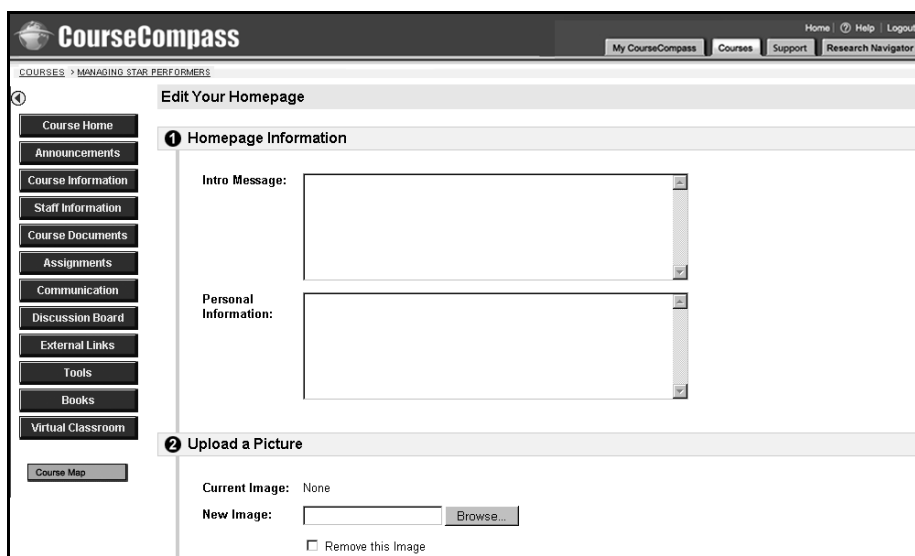 CourseCompass
Home | ? Help | Logout
My CourseCompass Courses Support Research Navigator
COURSES > MANAGING STAR PERFORMERS
Edit Your Homepage
Course Home
Announcements
Course Information
Staff Information
Course Documents
Assignments
Communication
Discussion Board
External Links
Tools
Books
Virtual Classroom
Course Map
1 Homepage Information
Intro Message:
Personal
Information:
2 Upload a Picture
Current Image: None
New Image: Browse...
Remove this Image